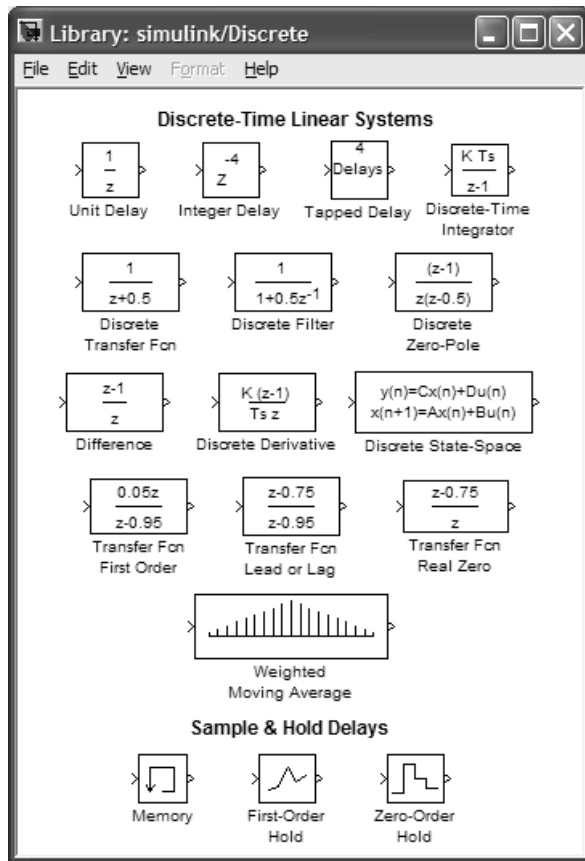 Library: simulink/Discrete
File Edit View Format Help
Discrete-Time Linear Systems
1
z
Unit Delay
-4
Z
Integer Delay
4
Delays
Tapped Delay
K Ts
z-1
Discrete-Time
Integrator
1
z+0.5
Discrete
Transfer Fcn
1
1+0.5z-1
Discrete Filter
(z-1)
z(z-0.5)
Discrete
Zero-Pole
z-1
z
Difference
K (z-1)
Ts z
Discrete Derivative
y(n)=Cx(n)+Du(n)
x(n+1)=Ax(n)+Bu(n)
Discrete State-Space
0.05z
z-0.95
Transfer Fcn
First Order
z-0.75
z-0.95
Transfer Fcn
Lead or Lag
z-0.75
z
Transfer Fcn
Real Zero
Weighted
Moving Average
Sample & Hold Delays
Memory
First-Order
Hold
Zero-Order
Hold